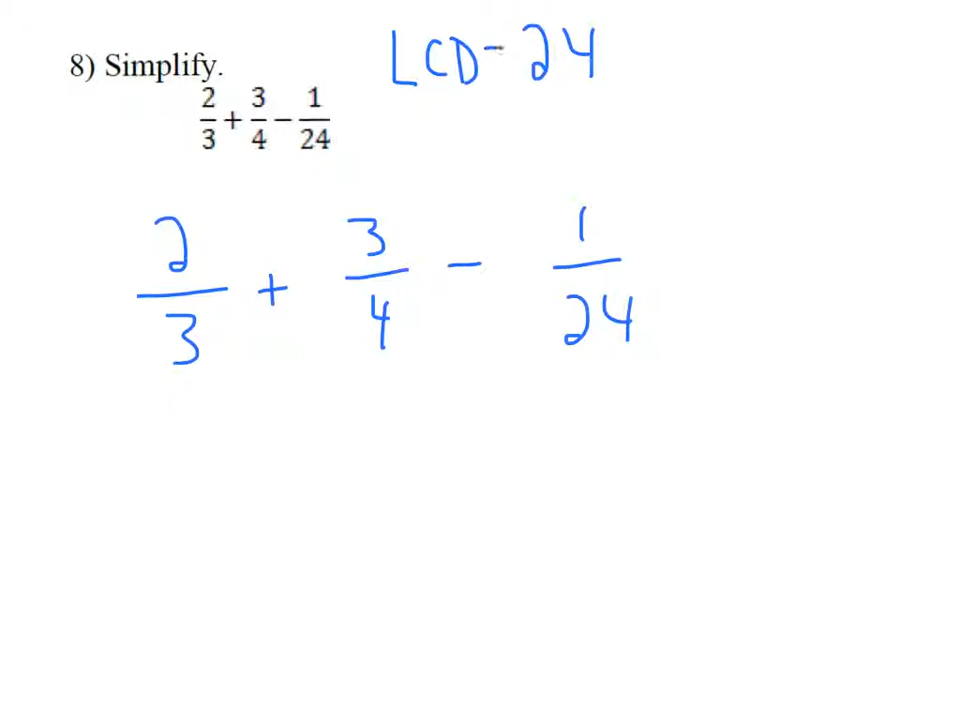 8) Simplify.
LCD-24
2/3 + 3/4 - 1/24
2/3 + 3/4 - 1/24